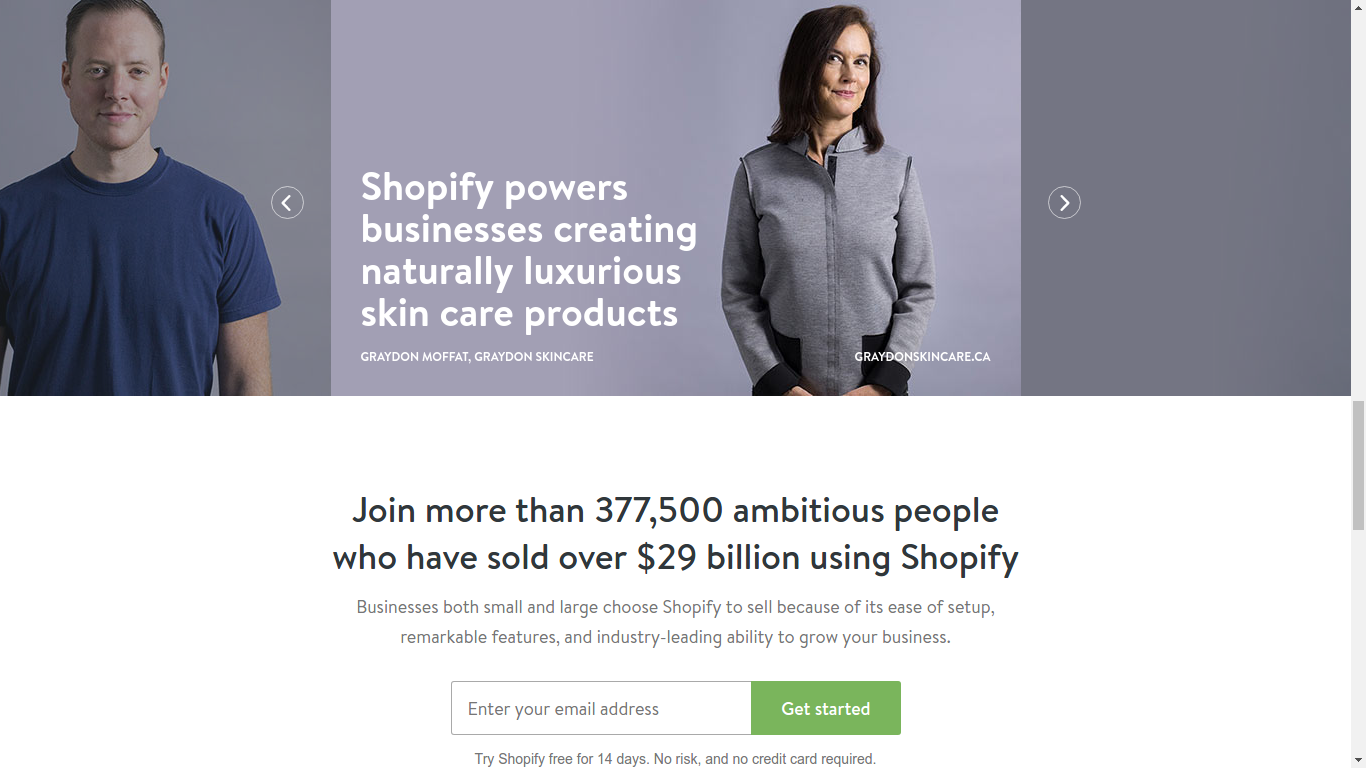 Shopify powers
businesses creating
naturally luxurious
skin care products
GRAYDON MOFFAT, GRAYDON SKINCARE
GRAYDONSKINCARE.CA
Join more than 377,500 ambitious people
who have sold over $29 billion using Shopify
Businesses both small and large choose Shopify to sell because of its ease of setup,
remarkable features, and industry-leading ability to grow your business.
Enter your email address
Get started
Try Shopify free for 14 days. No risk, and no credit card required.